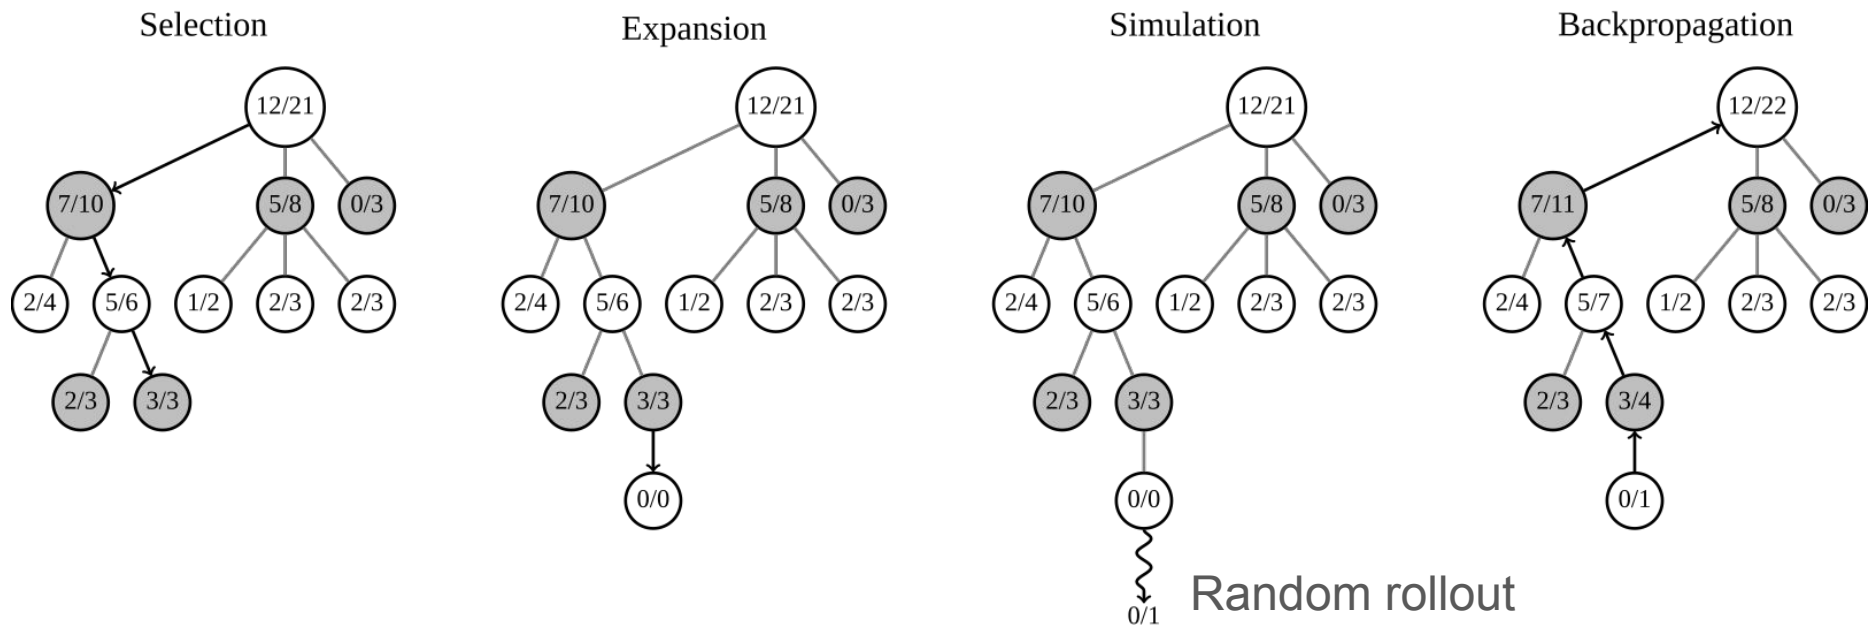 Selection Expansion Simulation Backpropagation
12/21 12/21 12/21 12/22
7/10 5/8 0/3 7/10 5/8 0/3 7/10 5/8 0/3 7/11 5/8 0/3
2/4 5/6 1/2 2/3 2/3 2/4 5/6 1/2 2/3 2/3 2/4 5/6 1/2 2/3 2/3 2/4 5/7 1/2 2/3 2/3
2/3 3/3 2/3 3/3 2/3 3/3 2/3 3/4
0/0 0/0 0/1
0/1 Random rollout